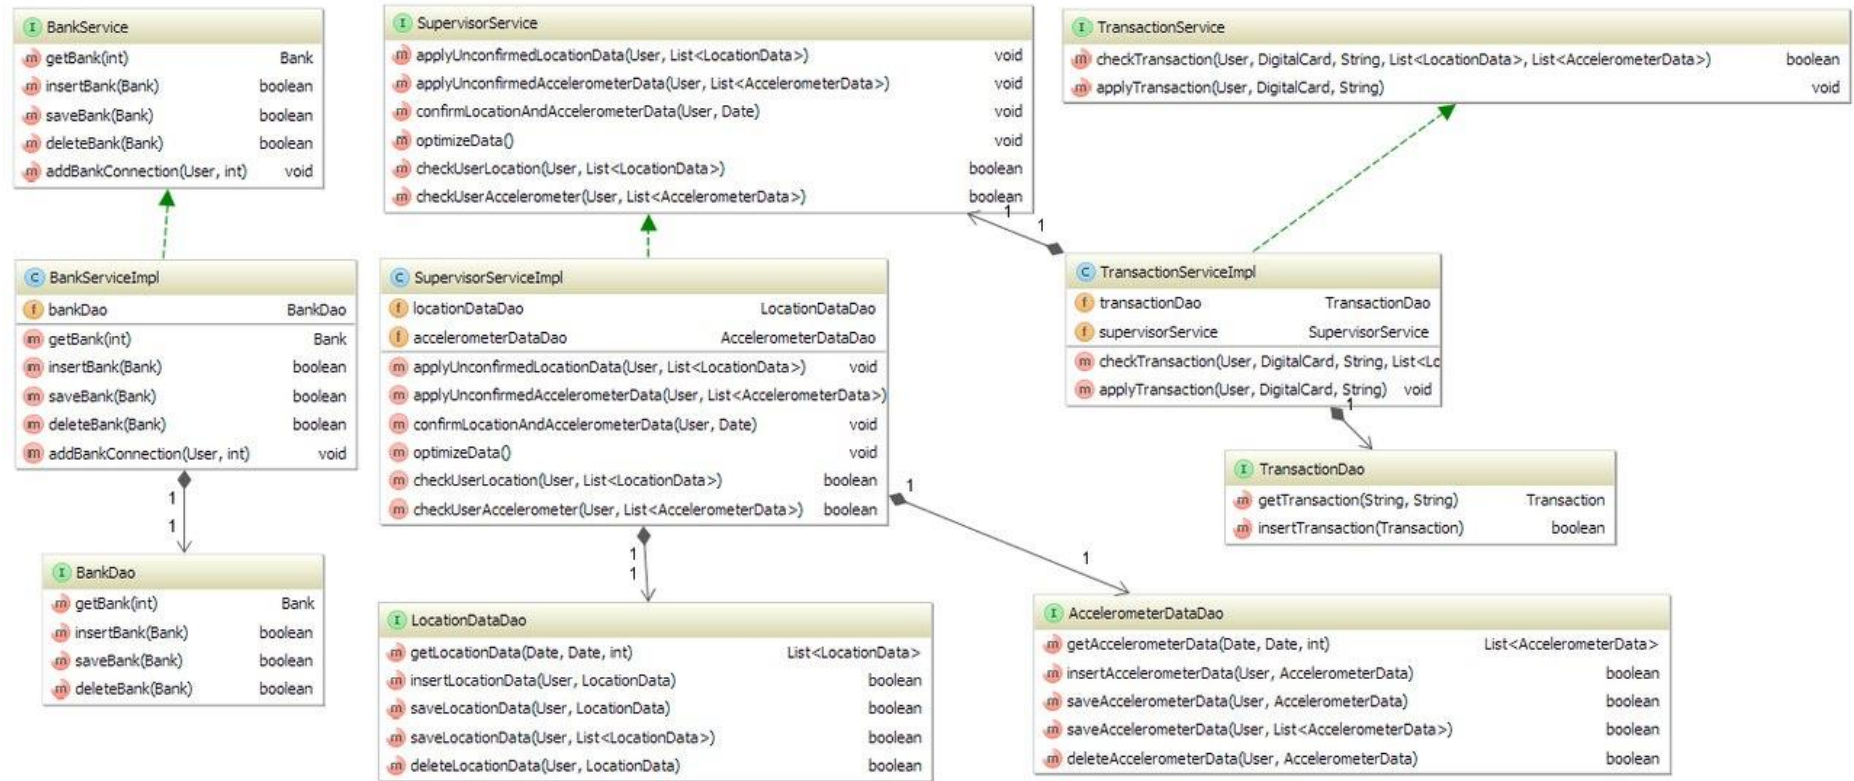 I BankService
m getBank(int) Bank
m insertBank(Bank) boolean
m saveBank(Bank) boolean
m deleteBank(Bank) boolean
m addBankConnection(User, int) void
I SupervisorService
m applyUnconfirmedLocationData(User, List<LocationData>) void
m applyUnconfirmedAccelerometerData(User, List<AccelerometerData>) void
m confirmLocationAndAccelerometerData(User, Date) void
m optimizeData() void
m checkUserLocation(User, List<LocationData>) boolean
m checkUserAccelerometer(User, List<AccelerometerData>) boolean
I TransactionService
m checkTransaction(User, DigitalCard, String, List<LocationData>, List<AccelerometerData>) boolean
m applyTransaction(User, DigitalCard, String) void
1
1
C BankServiceImpl
f bankDao BankDao
m getBank(int) Bank
m insertBank(Bank) boolean
m saveBank(Bank) boolean
m deleteBank(Bank) boolean
m addBankConnection(User, int) void
1
1
C SupervisorServiceImpl
f locationDataDao LocationDataDao
f accelerometerDataDao AccelerometerDataDao
m applyUnconfirmedLocationData(User, List<LocationData>) void
m applyUnconfirmedAccelerometerData(User, List<AccelerometerData>)
m confirmLocationAndAccelerometerData(User, Date) void
m optimizeData() void
m checkUserLocation(User, List<LocationData>) boolean
m checkUserAccelerometer(User, List<AccelerometerData>) boolean
1
1
1
1
C TransactionServiceImpl
f transactionDao TransactionDao
f supervisorService SupervisorService
m checkTransaction(User, DigitalCard, String, List<Lc
m applyTransaction(User, DigitalCard, String) void
1
I TransactionDao
m getTransaction(String, String) Transaction
m insertTransaction(Transaction) boolean
I BankDao
m getBank(int) Bank
m insertBank(Bank) boolean
m saveBank(Bank) boolean
m deleteBank(Bank) boolean
I LocationDataDao
m getLocationData(Date, Date, int) List<LocationData>
m insertLocationData(User, LocationData) boolean
m saveLocationData(User, LocationData) boolean
m saveLocationData(User, List<LocationData>) boolean
m deleteLocationData(User, LocationData) boolean
I AccelerometerDataDao
m getAccelerometerData(Date, Date, int) List<AccelerometerData>
m insertAccelerometerData(User, AccelerometerData) boolean
m saveAccelerometerData(User, AccelerometerData) boolean
m saveAccelerometerData(User, List<AccelerometerData>) boolean
m deleteAccelerometerData(User, AccelerometerData) boolean